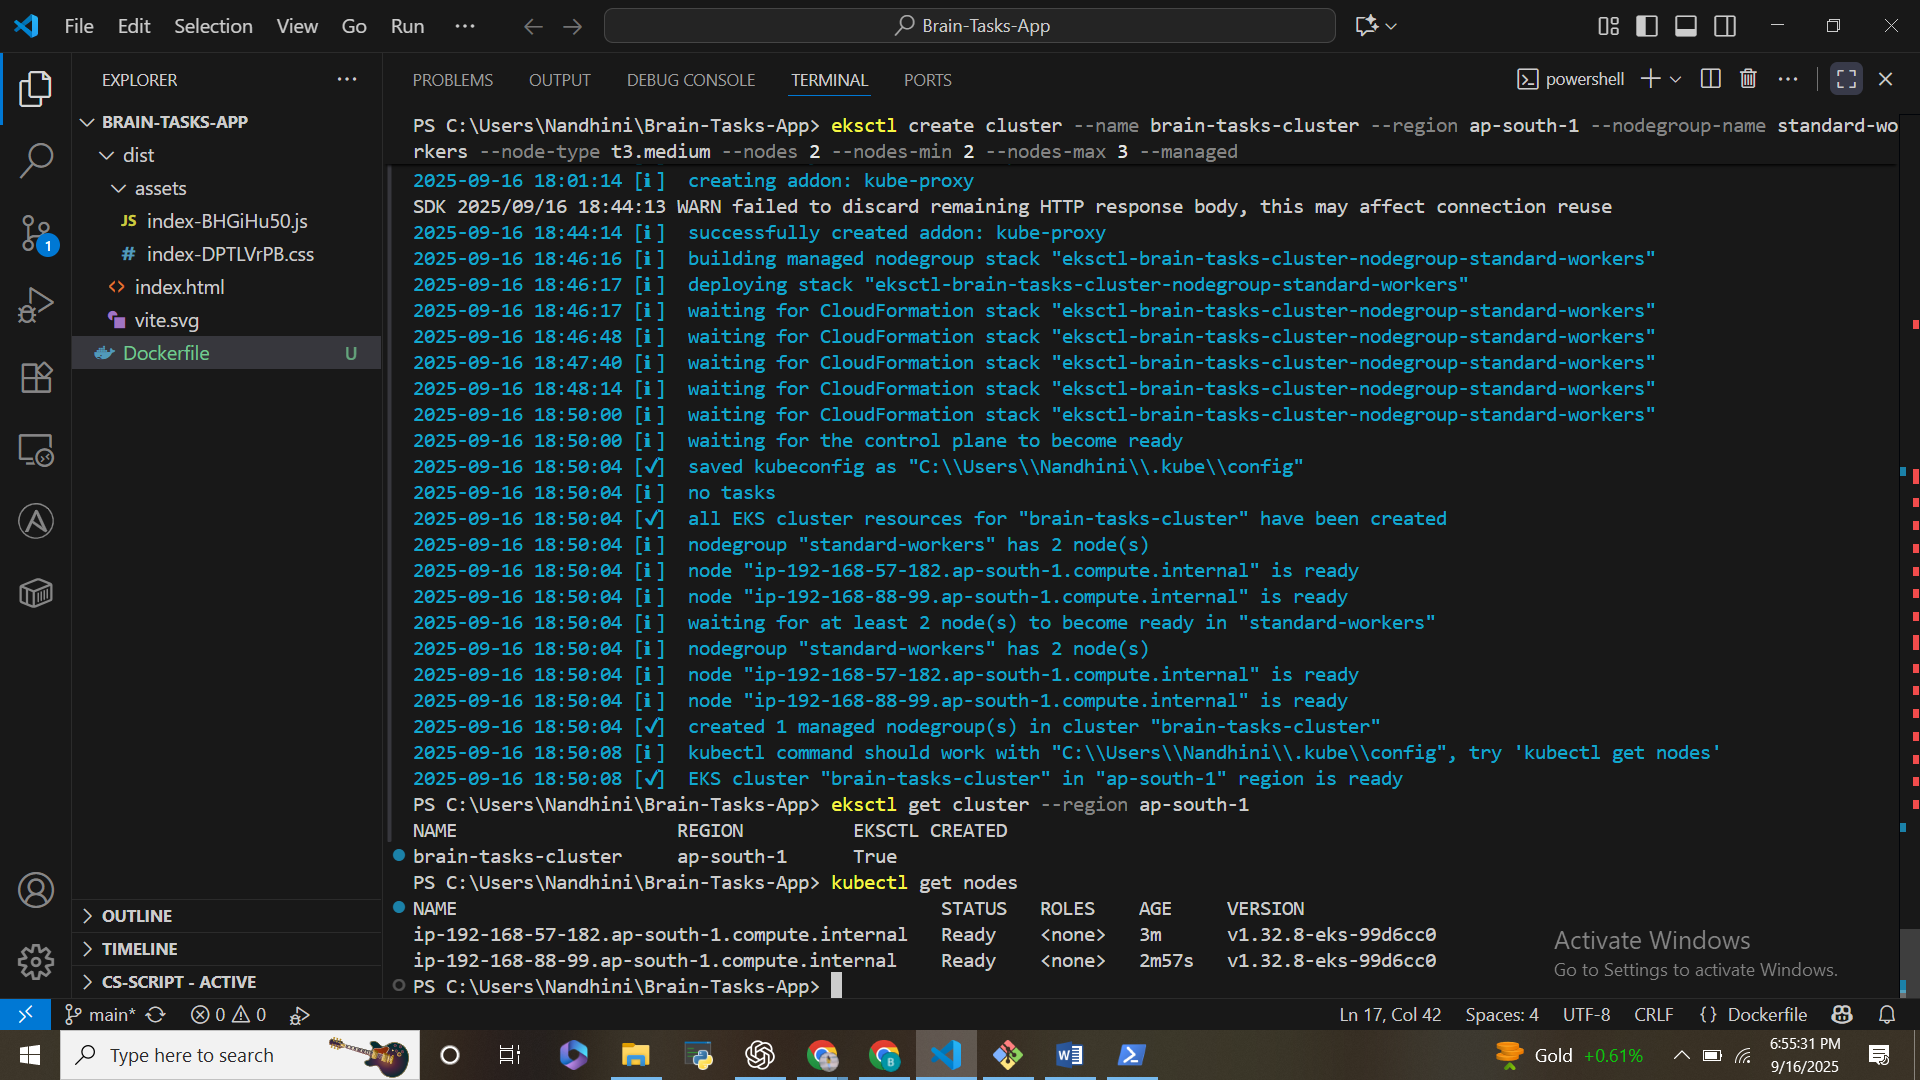 File Edit Selection View Go Run ···
Brain-Tasks-App
EXPLORER ···
BRAIN-TASKS-APP
dist
assets
JS index-BHGiHu50.js
# index-DPTLVrPB.css
<> index.html
vite.svg
Dockerfile U
OUTLINE
TIMELINE
CS-SCRIPT - ACTIVE
1
PROBLEMS OUTPUT DEBUG CONSOLE TERMINAL PORTS
powershell
PS C:\Users\Nandhini\Brain-Tasks-App> eksctl create cluster --name brain-tasks-cluster --region ap-south-1 --nodegroup-name standard-wo
rkers --node-type t3.medium --nodes 2 --nodes-min 2 --nodes-max 3 --managed
2025-09-16 18:01:14 [ℹ]  creating addon: kube-proxy
SDK 2025/09/16 18:44:13 WARN failed to discard remaining HTTP response body, this may affect connection reuse
2025-09-16 18:44:14 [ℹ]  successfully created addon: kube-proxy
2025-09-16 18:46:16 [ℹ]  building managed nodegroup stack "eksctl-brain-tasks-cluster-nodegroup-standard-workers"
2025-09-16 18:46:17 [ℹ]  deploying stack "eksctl-brain-tasks-cluster-nodegroup-standard-workers"
2025-09-16 18:46:17 [ℹ]  waiting for CloudFormation stack "eksctl-brain-tasks-cluster-nodegroup-standard-workers"
2025-09-16 18:46:48 [ℹ]  waiting for CloudFormation stack "eksctl-brain-tasks-cluster-nodegroup-standard-workers"
2025-09-16 18:47:40 [ℹ]  waiting for CloudFormation stack "eksctl-brain-tasks-cluster-nodegroup-standard-workers"
2025-09-16 18:48:14 [ℹ]  waiting for CloudFormation stack "eksctl-brain-tasks-cluster-nodegroup-standard-workers"
2025-09-16 18:50:00 [ℹ]  waiting for CloudFormation stack "eksctl-brain-tasks-cluster-nodegroup-standard-workers"
2025-09-16 18:50:00 [ℹ]  waiting for the control plane to become ready
2025-09-16 18:50:04 [✔]  saved kubeconfig as "C:\\Users\\Nandhini\\.kube\\config"
2025-09-16 18:50:04 [ℹ]  no tasks
2025-09-16 18:50:04 [✔]  all EKS cluster resources for "brain-tasks-cluster" have been created
2025-09-16 18:50:04 [ℹ]  nodegroup "standard-workers" has 2 node(s)
2025-09-16 18:50:04 [ℹ]  node "ip-192-168-57-182.ap-south-1.compute.internal" is ready
2025-09-16 18:50:04 [ℹ]  node "ip-192-168-88-99.ap-south-1.compute.internal" is ready
2025-09-16 18:50:04 [ℹ]  waiting for at least 2 node(s) to become ready in "standard-workers"
2025-09-16 18:50:04 [ℹ]  nodegroup "standard-workers" has 2 node(s)
2025-09-16 18:50:04 [ℹ]  node "ip-192-168-57-182.ap-south-1.compute.internal" is ready
2025-09-16 18:50:04 [ℹ]  node "ip-192-168-88-99.ap-south-1.compute.internal" is ready
2025-09-16 18:50:04 [✔]  created 1 managed nodegroup(s) in cluster "brain-tasks-cluster"
2025-09-16 18:50:08 [ℹ]  kubectl command should work with "C:\\Users\\Nandhini\\.kube\\config", try 'kubectl get nodes'
2025-09-16 18:50:08 [✔]  EKS cluster "brain-tasks-cluster" in "ap-south-1" region is ready
PS C:\Users\Nandhini\Brain-Tasks-App> eksctl get cluster --region ap-south-1
NAME REGION EKSCTL CREATED
brain-tasks-cluster ap-south-1 True
PS C:\Users\Nandhini\Brain-Tasks-App> kubectl get nodes
NAME STATUS ROLES AGE VERSION
ip-192-168-57-182.ap-south-1.compute.internal Ready <none> 3m v1.32.8-eks-99d6cc0
ip-192-168-88-99.ap-south-1.compute.internal Ready <none> 2m57s v1.32.8-eks-99d6cc0
PS C:\Users\Nandhini\Brain-Tasks-App>
Activate Windows
Go to Settings to activate Windows.
main* 0 0 Ln 17, Col 42 Spaces: 4 UTF-8 CRLF {} Dockerfile
Type here to search
Gold +0.61%
6:55:31 PM
9/16/2025